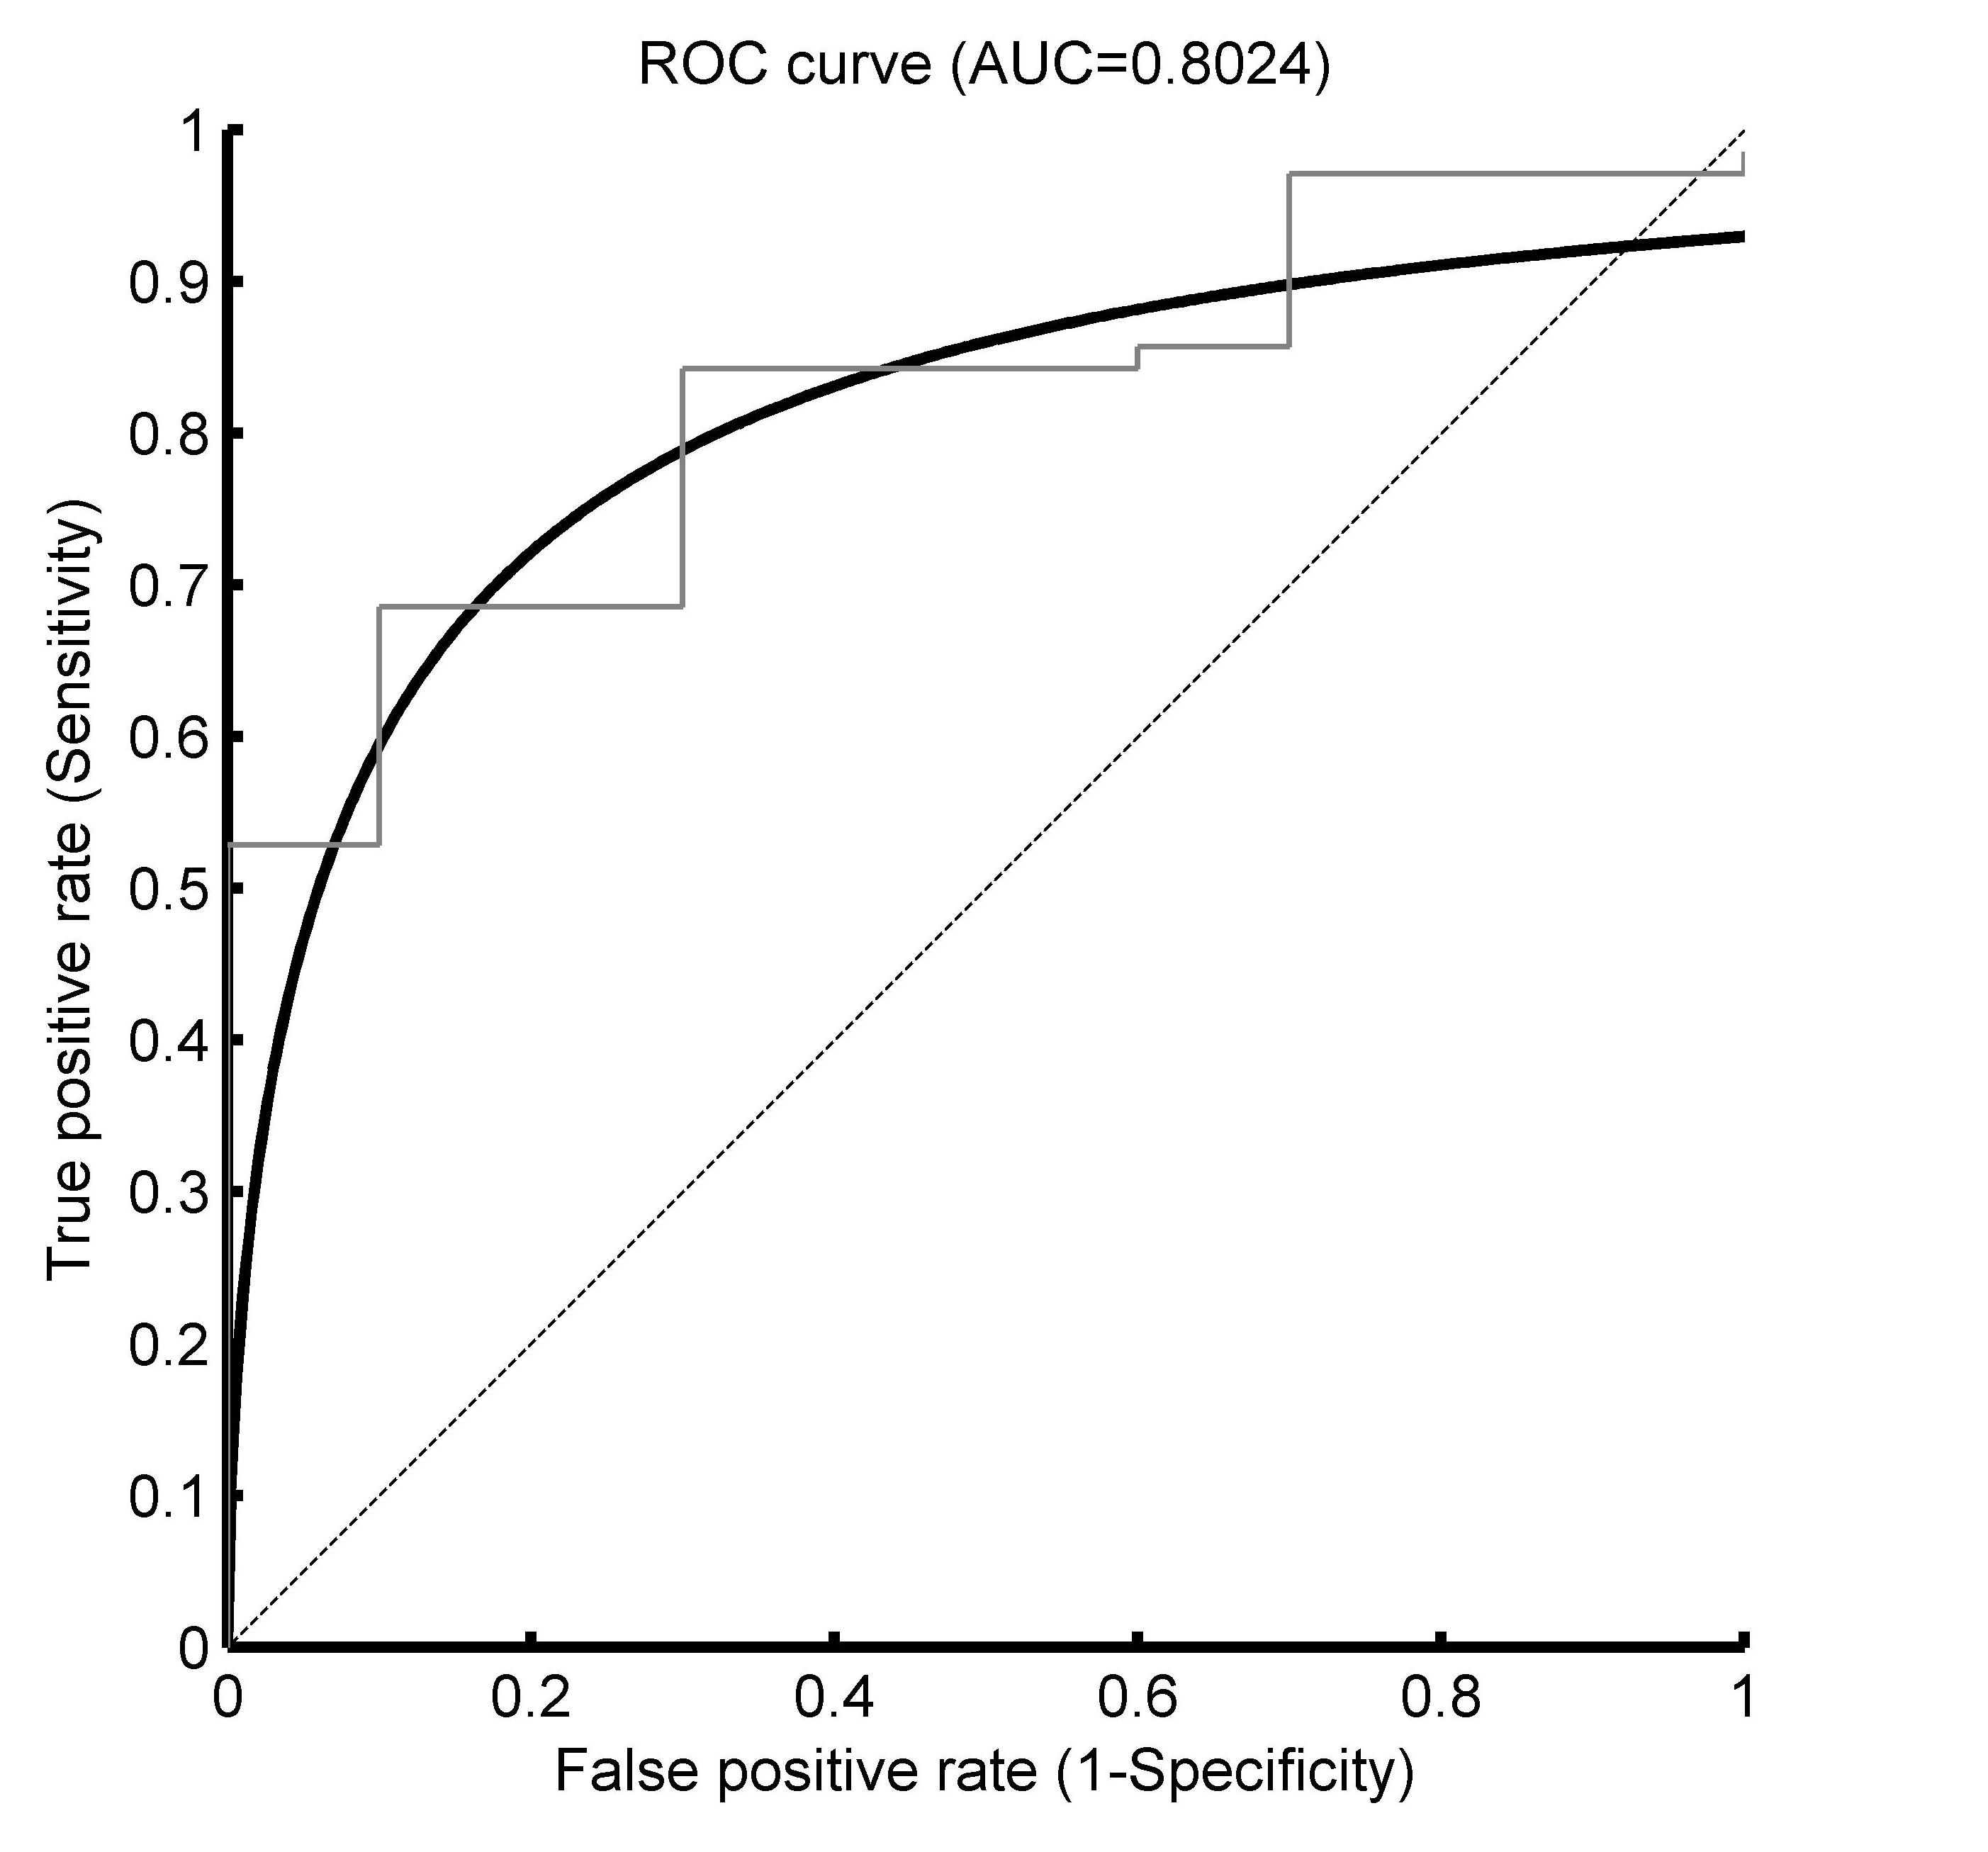 ROC curve (AUC=0.8024)
True positive rate (Sensitivity)
1
0.9
0.8
0.7
0.6
0.5
0.4
0.3
0.2
0.1
0
0 0.2 0.4 0.6 0.8 1
False positive rate (1-Specificity)